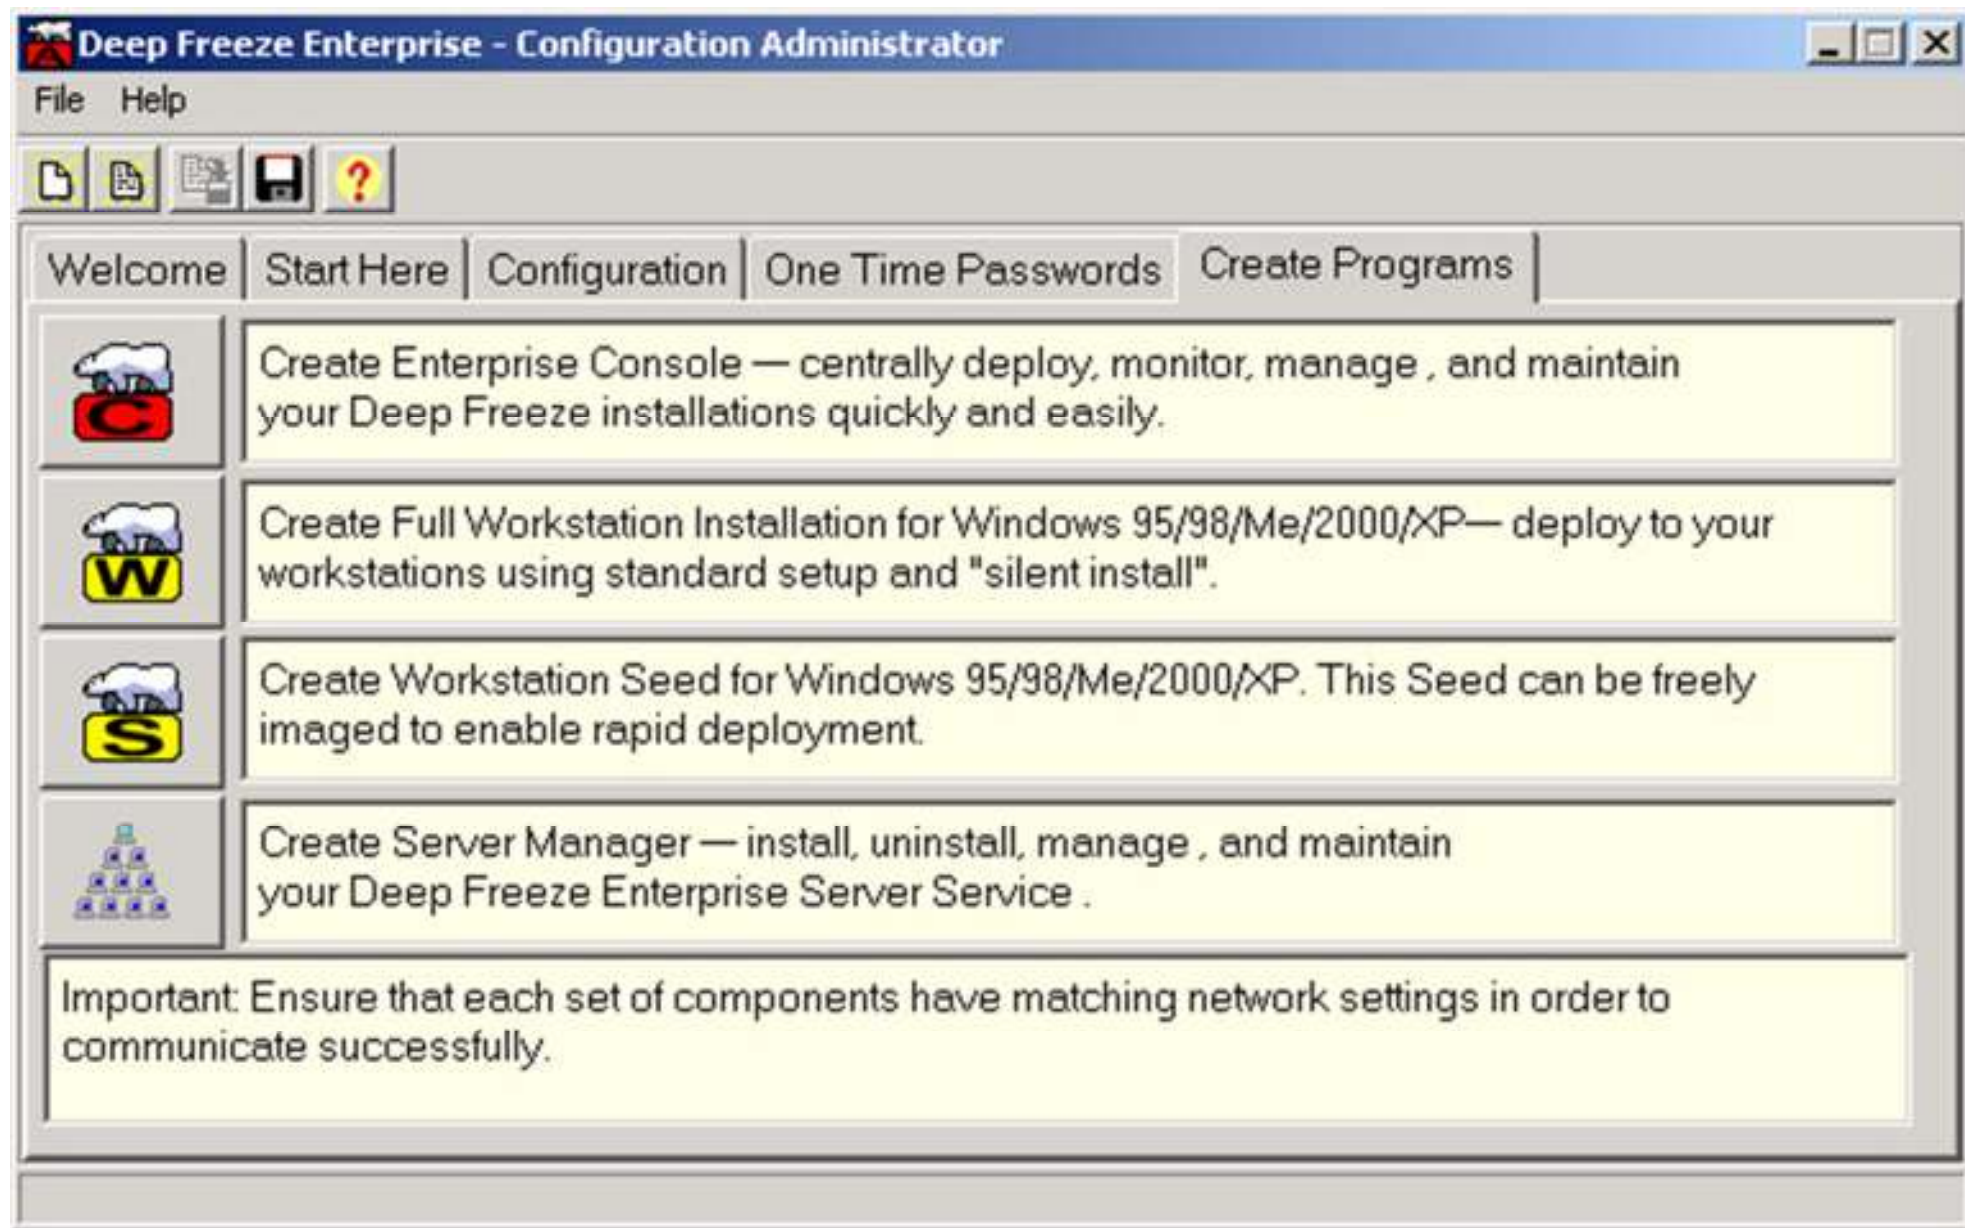 Deep Freeze Enterprise - Configuration Administrator
File Help
Welcome Start Here Configuration One Time Passwords Create Programs
C
Create Enterprise Console — centrally deploy, monitor, manage , and maintain
your Deep Freeze installations quickly and easily.
W
Create Full Workstation Installation for Windows 95/98/Me/2000/XP— deploy to your
workstations using standard setup and "silent install".
S
Create Workstation Seed for Windows 95/98/Me/2000/XP. This Seed can be freely
imaged to enable rapid deployment.
Create Server Manager — install, uninstall, manage , and maintain
your Deep Freeze Enterprise Server Service .
Important: Ensure that each set of components have matching network settings in order to
communicate successfully.